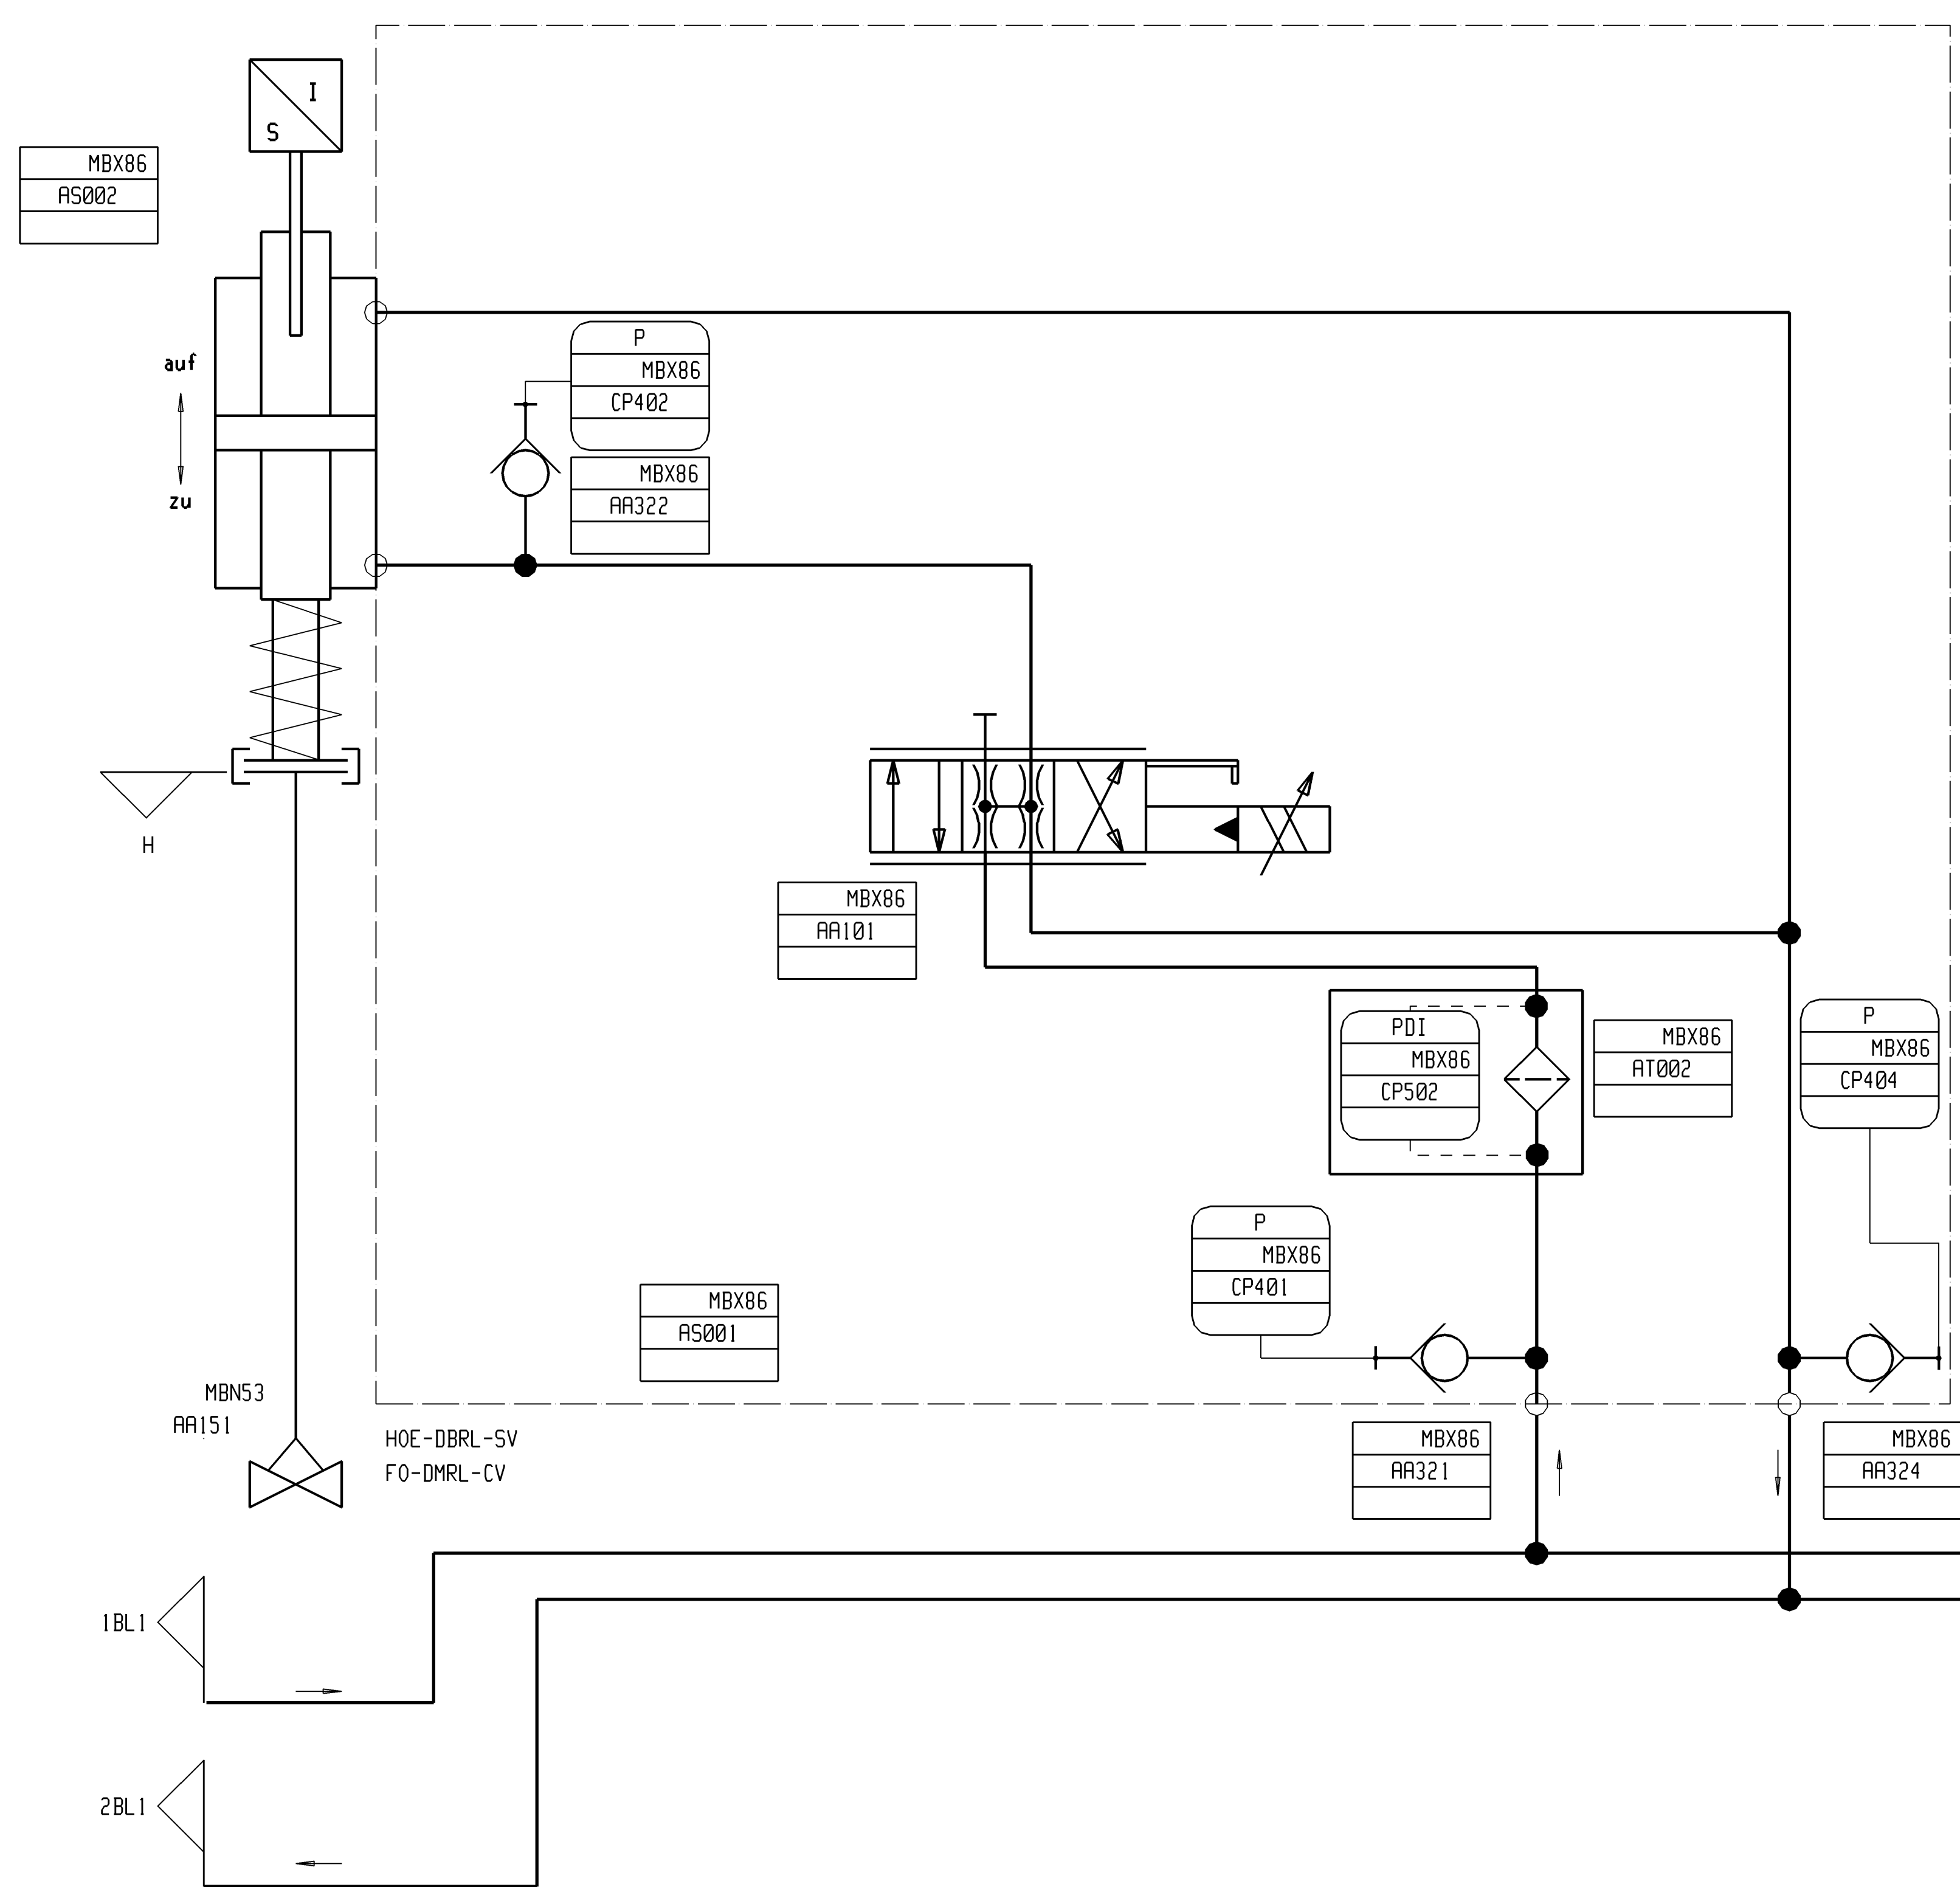 I
S
MBX86
AS002
auf
zu
P
MBX86
CP402
MBX86
AA322
H
MBX86
AA101
PDI
MBX86
CP502
MBX86
AT002
P
MBX86
CP404
P
MBX86
CP401
MBX86
AS001
MBN53
AA151
HOE-DBRL-SV
FO-DMRL-CV
MBX86
AA321
MBX86
AA324
1BL1
2BL1